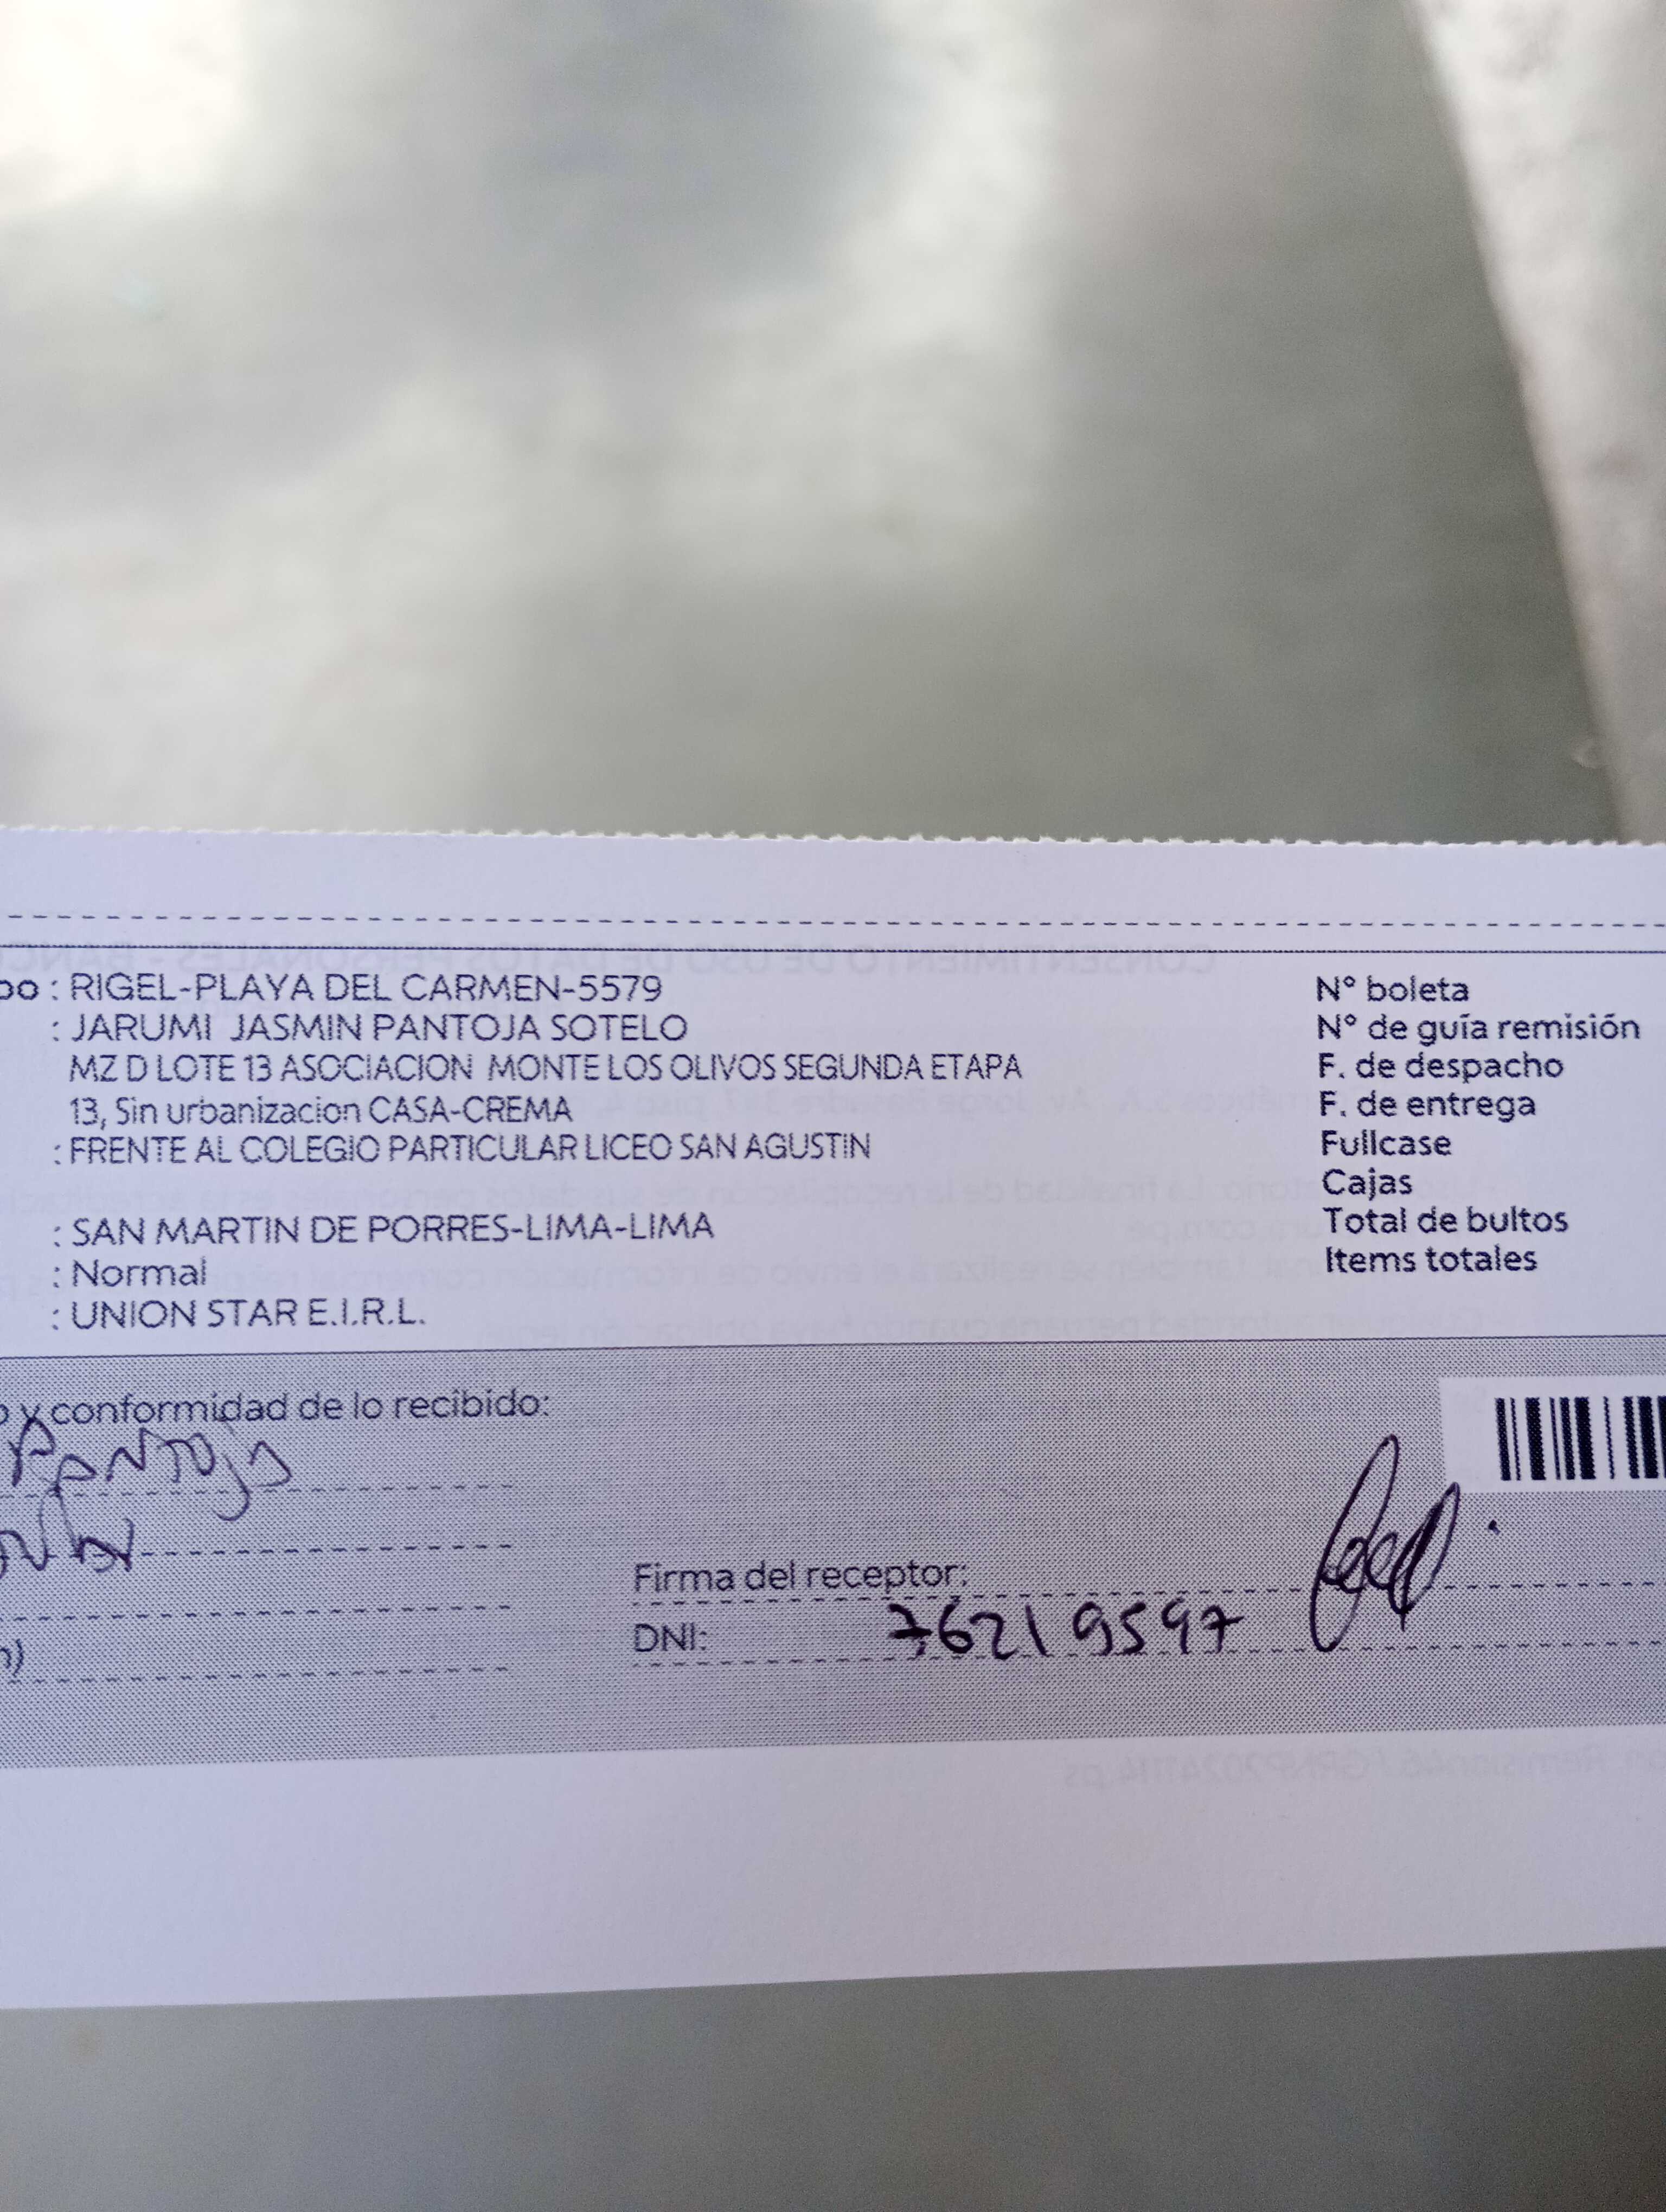 po : RIGEL-PLAYA DEL CARMEN-5579
: JARUMI JASMIN PANTOJA SOTELO
MZ D LOTE 13 ASOCIACION MONTE LOS OLIVOS SEGUNDA ETAPA
13, Sin urbanizacion CASA-CREMA
: FRENTE AL COLEGIO PARTICULAR LICEO SAN AGUSTIN
: SAN MARTIN DE PORRES-LIMA-LIMA
: Normal
: UNION STAR E.I.R.L.
N° boleta
N° de guía remisión
F. de despacho
F. de entrega
Fullcase
Cajas
Total de bultos
Items totales
o y conformidad de lo recibido:
Pantoja
Firma del receptor:
DNI: 76219597